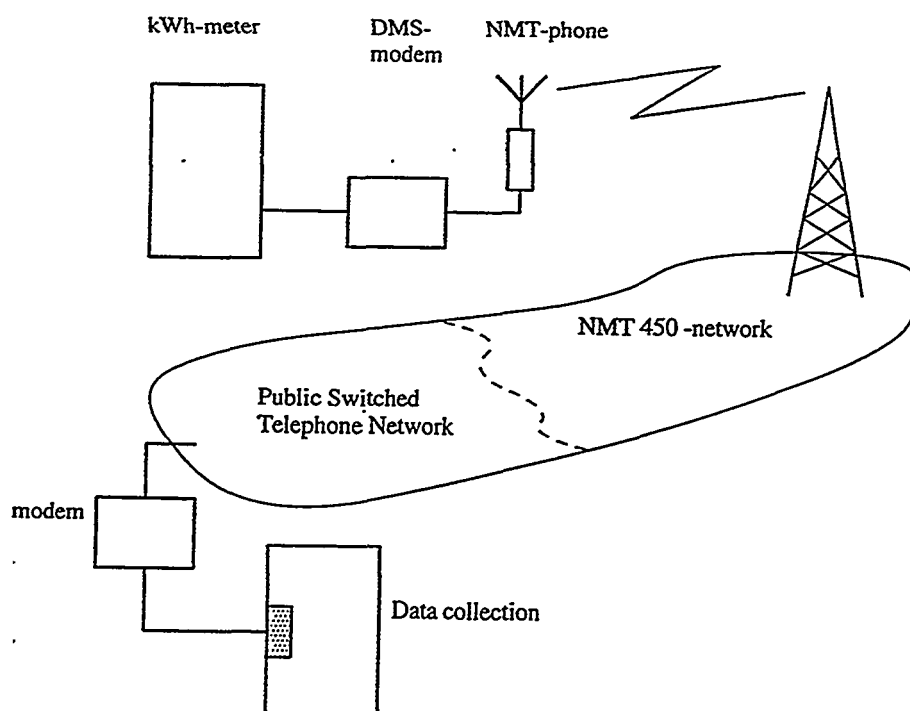 kWh-meter
DMS-
modem
NMT-phone
NMT 450 -network
Public Switched
Telephone Network
modem
Data collection